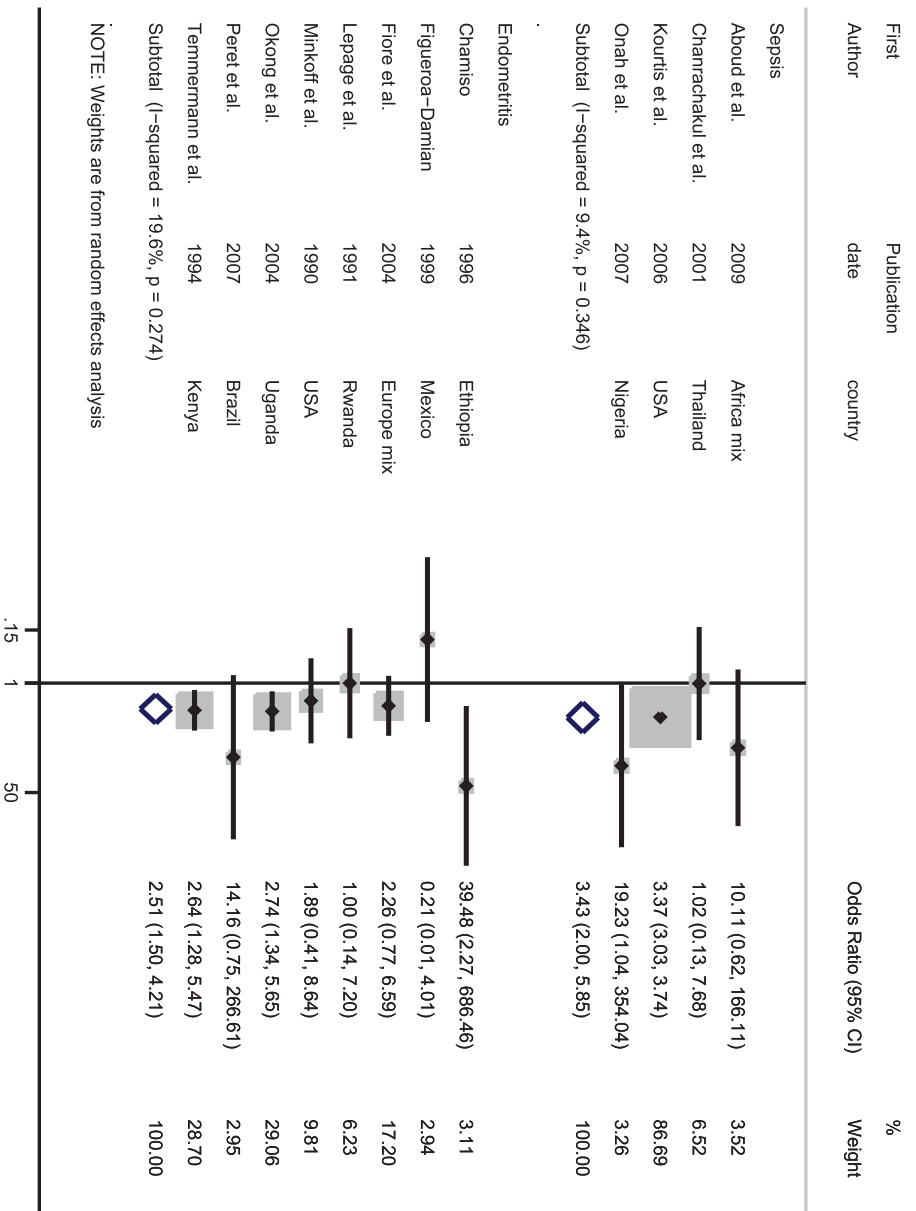 First Publication %
Author date country Odds Ratio (95% CI) Weight
Sepsis
Aboud et al. 2009 Africa mix 10.11 (0.62, 166.11) 3.52
Chanrachakul et al. 2001 Thailand 1.02 (0.13, 7.68) 6.52
Kourtis et al. 2006 USA 3.37 (3.03, 3.74) 86.69
Onah et al. 2007 Nigeria 19.23 (1.04, 354.04) 3.26
Subtotal (I−squared = 9.4%, p = 0.346) 3.43 (2.00, 5.85) 100.00
.
Endometritis
Chamiso 1996 Ethiopia 39.48 (2.27, 686.46) 3.11
Figueroa−Damian 1999 Mexico 0.21 (0.01, 4.01) 2.94
Fiore et al. 2004 Europe mix 2.26 (0.77, 6.59) 17.20
Lepage et al. 1991 Rwanda 1.00 (0.14, 7.20) 6.23
Minkoff et al. 1990 USA 1.89 (0.41, 8.64) 9.81
Okong et al. 2004 Uganda 2.74 (1.34, 5.65) 29.06
Peret et al. 2007 Brazil 14.16 (0.75, 266.61) 2.95
Temmermann et al. 1994 Kenya 2.64 (1.28, 5.47) 28.70
Subtotal (I−squared = 19.6%, p = 0.274) 2.51 (1.50, 4.21) 100.00
.
NOTE: Weights are from random effects analysis
.15 1 50